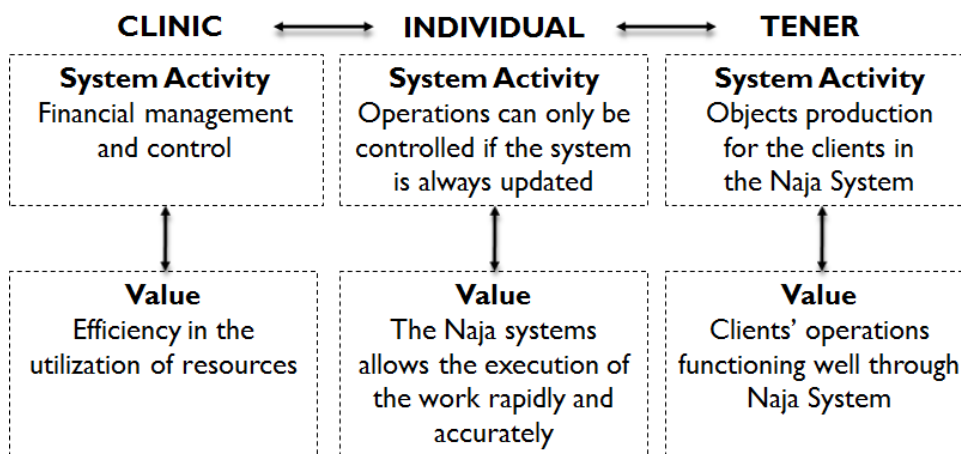 CLINIC
INDIVIDUAL
TENER
System Activity
Financial management
and control
System Activity
Operations can only be
controlled if the system
is always updated
System Activity
Objects production
for the clients in
the Naja System
Value
Efficiency in the
utilization of resources
Value
The Naja systems
allows the execution of
the work rapidly and
accurately
Value
Clients’ operations
functioning well through
Naja System